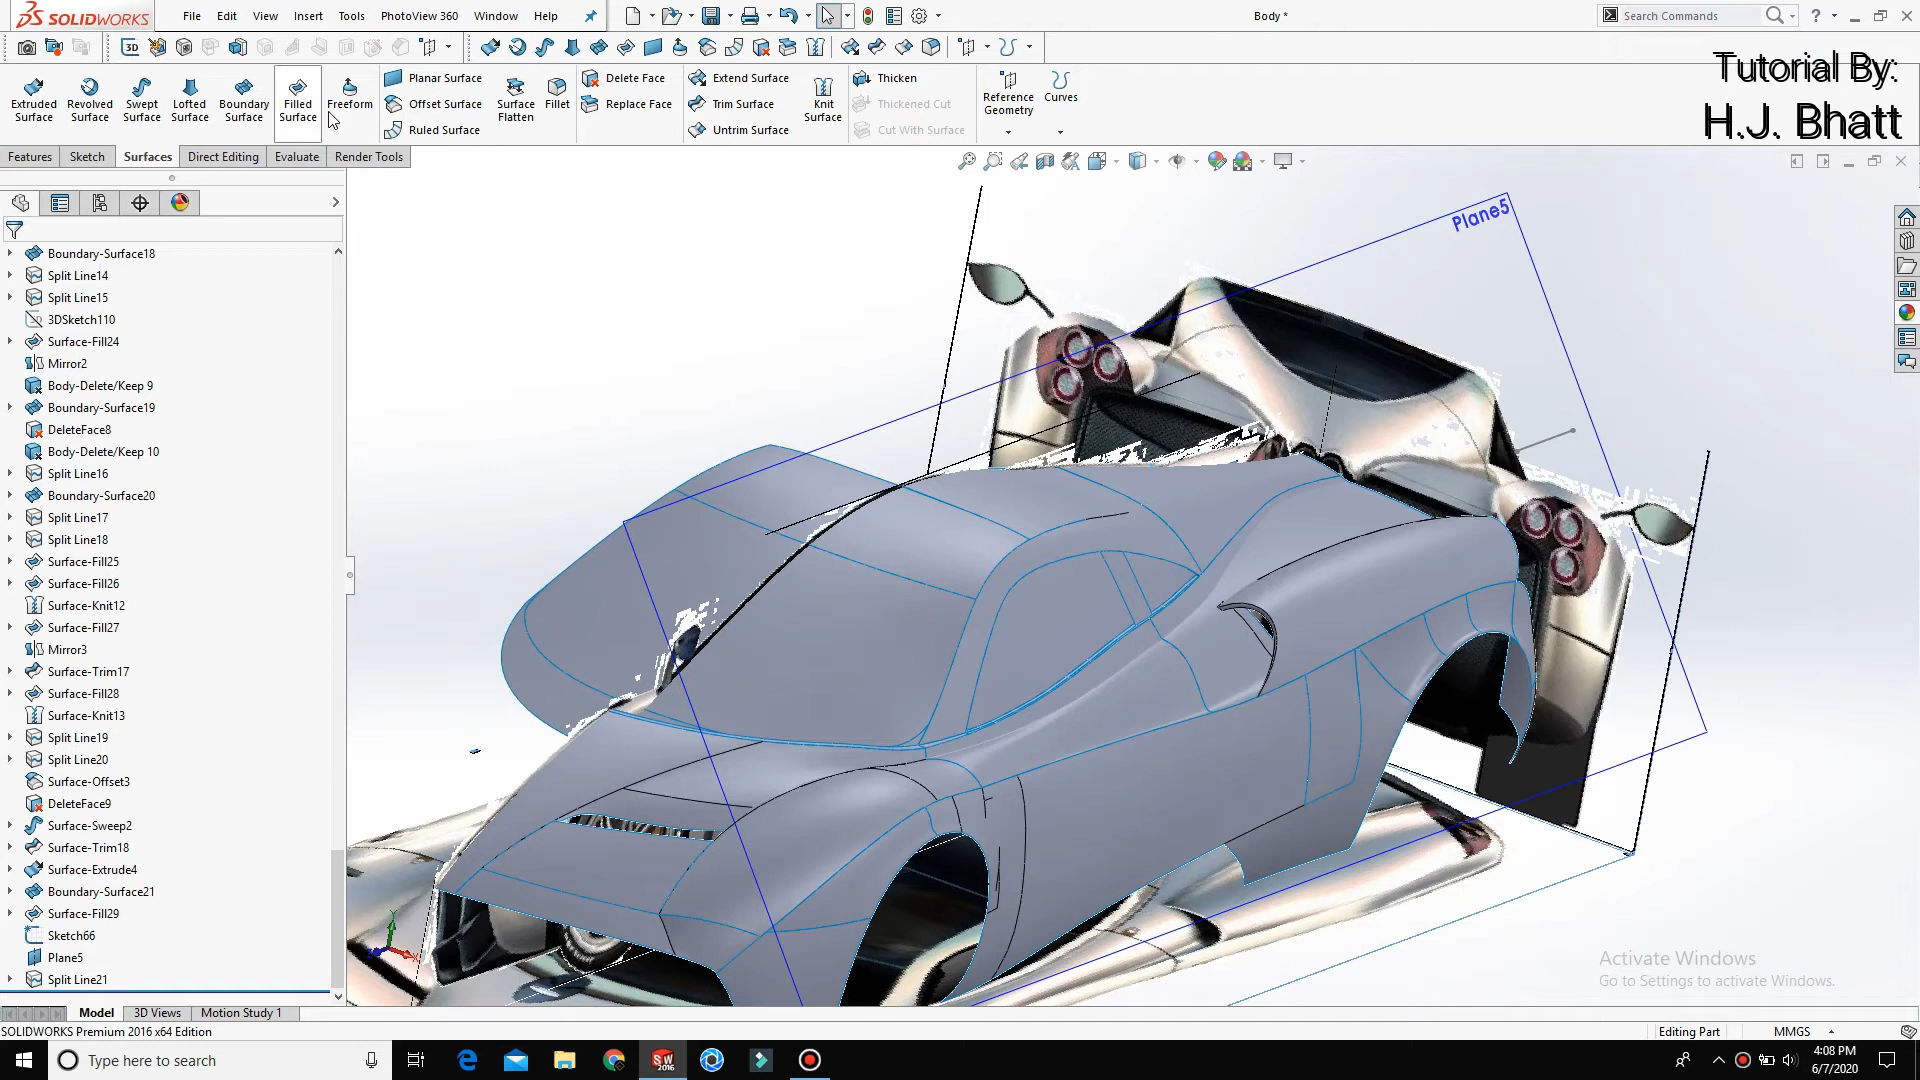 SOLIDWORKS
File Edit View Insert Tools PhotoView 360 Window Help
Body *
Search Commands
Tutorial By:
H.J. Bhatt
Extruded Surface
Revolved Surface
Swept Surface
Lofted Surface
Boundary Surface
Filled Surface
Freeform
Planar Surface
Offset Surface
Ruled Surface
Surface Flatten
Fillet
Delete Face
Replace Face
Extend Surface
Trim Surface
Untrim Surface
Knit Surface
Thicken
Thickened Cut
Cut With Surface
Reference Geometry
Curves
Features Sketch Surfaces Direct Editing Evaluate Render Tools
Plane5
Boundary-Surface18
Split Line14
Split Line15
3DSketch110
Surface-Fill24
Mirror2
Body-Delete/Keep 9
Boundary-Surface19
DeleteFace8
Body-Delete/Keep 10
Split Line16
Boundary-Surface20
Split Line17
Split Line18
Surface-Fill25
Surface-Fill26
Surface-Knit12
Surface-Fill27
Mirror3
Surface-Trim17
Surface-Fill28
Surface-Knit13
Split Line19
Split Line20
Surface-Offset3
DeleteFace9
Surface-Sweep2
Surface-Trim18
Surface-Extrude4
Boundary-Surface21
Surface-Fill29
Sketch66
Plane5
Split Line21
Activate Windows
Go to Settings to activate Windows.
Model 3D Views Motion Study 1
SOLIDWORKS Premium 2016 x64 Edition
Editing Part
MMGS
Type here to search
4:08 PM
6/7/2020